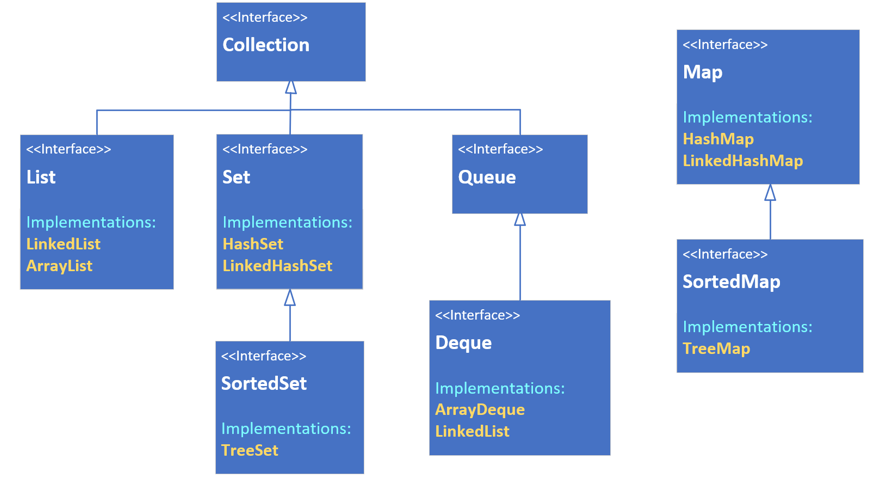 <<Interface>>
Collection
<<Interface>>
List
Implementations:
LinkedList
ArrayList
<<Interface>>
Set
Implementations:
HashSet
LinkedHashSet
<<Interface>>
Queue
<<Interface>>
SortedSet
Implementations:
TreeSet
<<Interface>>
Deque
Implementations:
ArrayDeque
LinkedList
<<Interface>>
Map
Implementations:
HashMap
LinkedHashMap
<<Interface>>
SortedMap
Implementations:
TreeMap